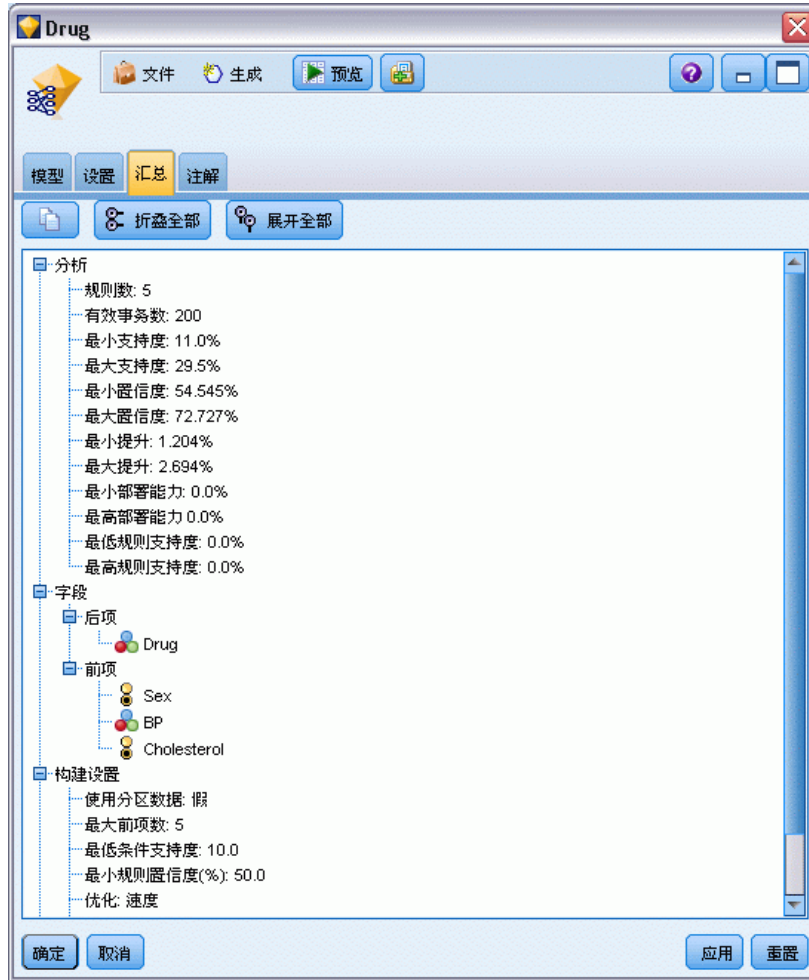 Drug
文件 生成 预览
模型 设置 汇总 注解
折叠全部 展开全部
分析
规则数: 5
有效事务数: 200
最小支持度: 11.0%
最大支持度: 29.5%
最小置信度: 54.545%
最大置信度: 72.727%
最小提升: 1.204%
最大提升: 2.694%
最小部署能力: 0.0%
最高部署能力 0.0%
最低规则支持度: 0.0%
最高规则支持度: 0.0%
字段
后项
Drug
前项
Sex
BP
Cholesterol
构建设置
使用分区数据: 假
最大前项数: 5
最低条件支持度: 10.0
最小规则置信度(%): 50.0
优化: 速度
确定 取消 应用 重置